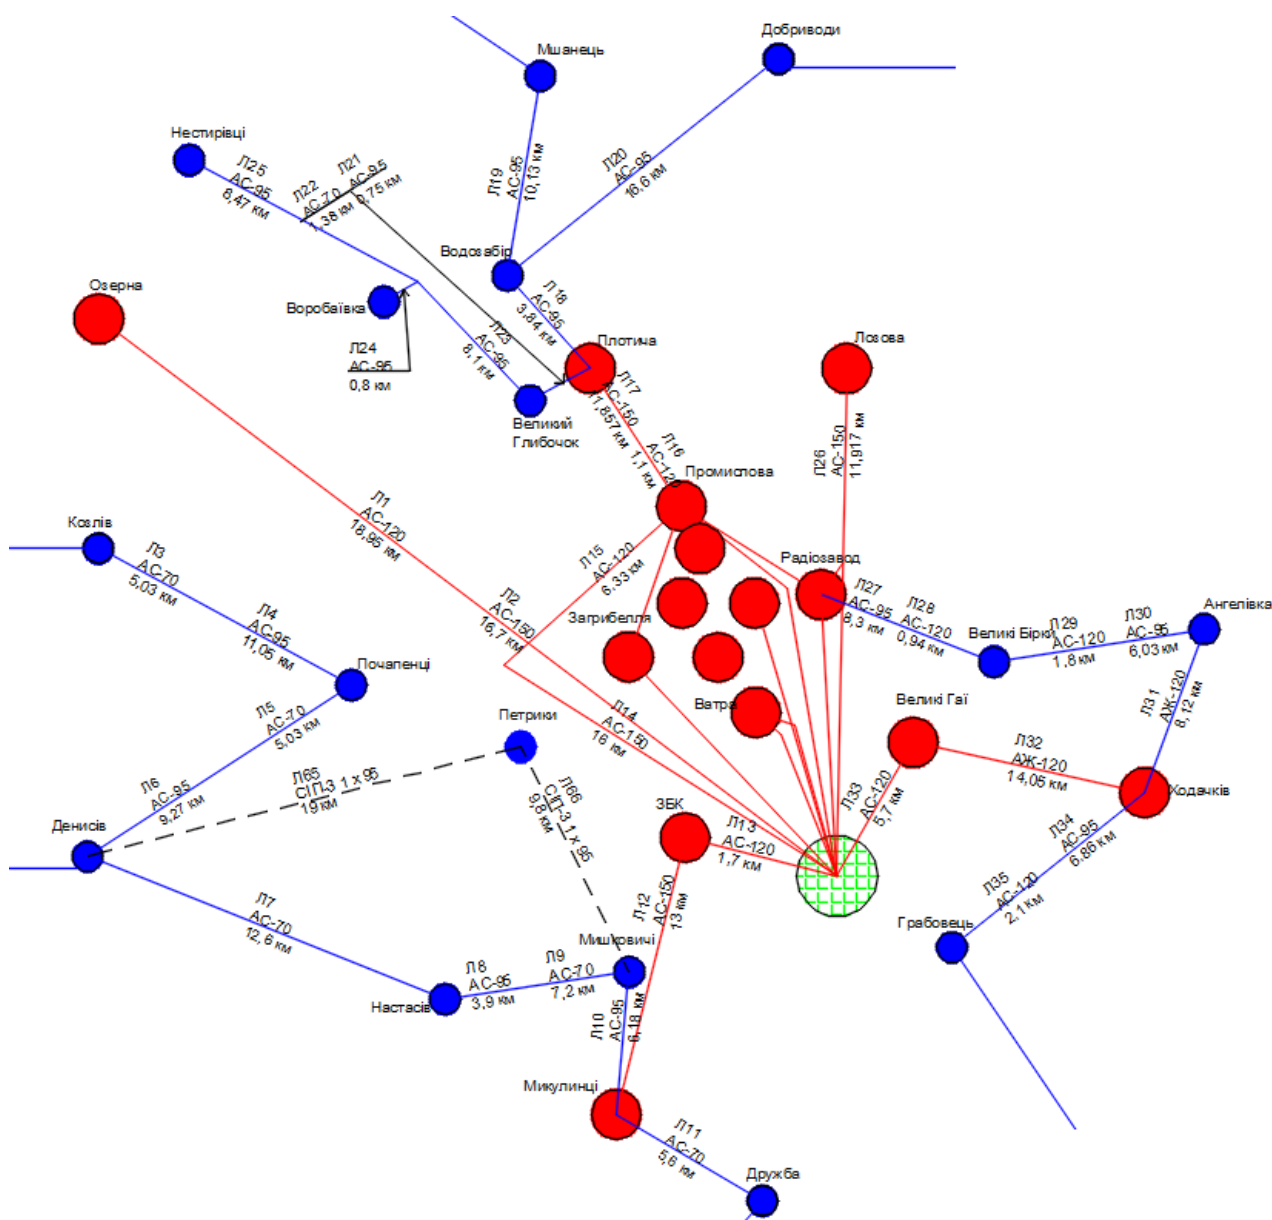 Добриводи
Мшанець
Нестирівці
Л25
АС-95
8,47 км
Л22
АС-70
1,38 км
Л21
АС-95
0,75 км
Л19
АС-95
10,13 км
Л20
АС-95
16,6 км
Водозабір
Озерна
Воробаївка
Л18
АС-95
3,84 км
Л23
АС-95
8,1 км
Л24
АС-95
0,8 км
Плотича
Лозова
Великий
Глибочок
Л17
АС-150
11,857 км
Л16
АС-120
1,1 км
Л26
АС-150
11,917 км
Промислова
Л1
АС-120
18,95 км
Козлів
Л3
АС-70
5,03 км
Л15
АС-120
6,33 км
Радіозавод
Л2
АС-150
16,7 км
Л4
АС-95
11,05 км
Загрибелля
Л27
АС-95
8,3 км
Л28
АС-120
0,94 км
Великі Бірки
Л29
АС-120
1,8 км
Л30
АС-95
6,03 км
Ангелівка
Почапенці
Л5
АС-70
5,03 км
Петрики
Л14
АС-150
16 км
Ватра
Великі Гаї
Л31
АЖ-120
8,12 км
Л6
АС-95
9,27 км
Л65
СІП-3 1 х 95
19 км
Л66
СІП-3 1 х 95
9,8 км
Л32
АЖ-120
14,05 км
Ходачків
Л33
АС-120
5,7 км
ЗБК
Л13
АС-120
1,7 км
Денисів
Л34
АС-95
6,86 км
Л35
АС-120
2,1 км
Л7
АС-70
12,6 км
Л12
АС-150
13 км
Грабовець
Мишковичі
Л8
АС-95
3,9 км
Л9
АС-70
7,2 км
Настасів
Л10
АС-95
6,18 км
Микулинці
Л11
АС-70
5,6 км
Дружба